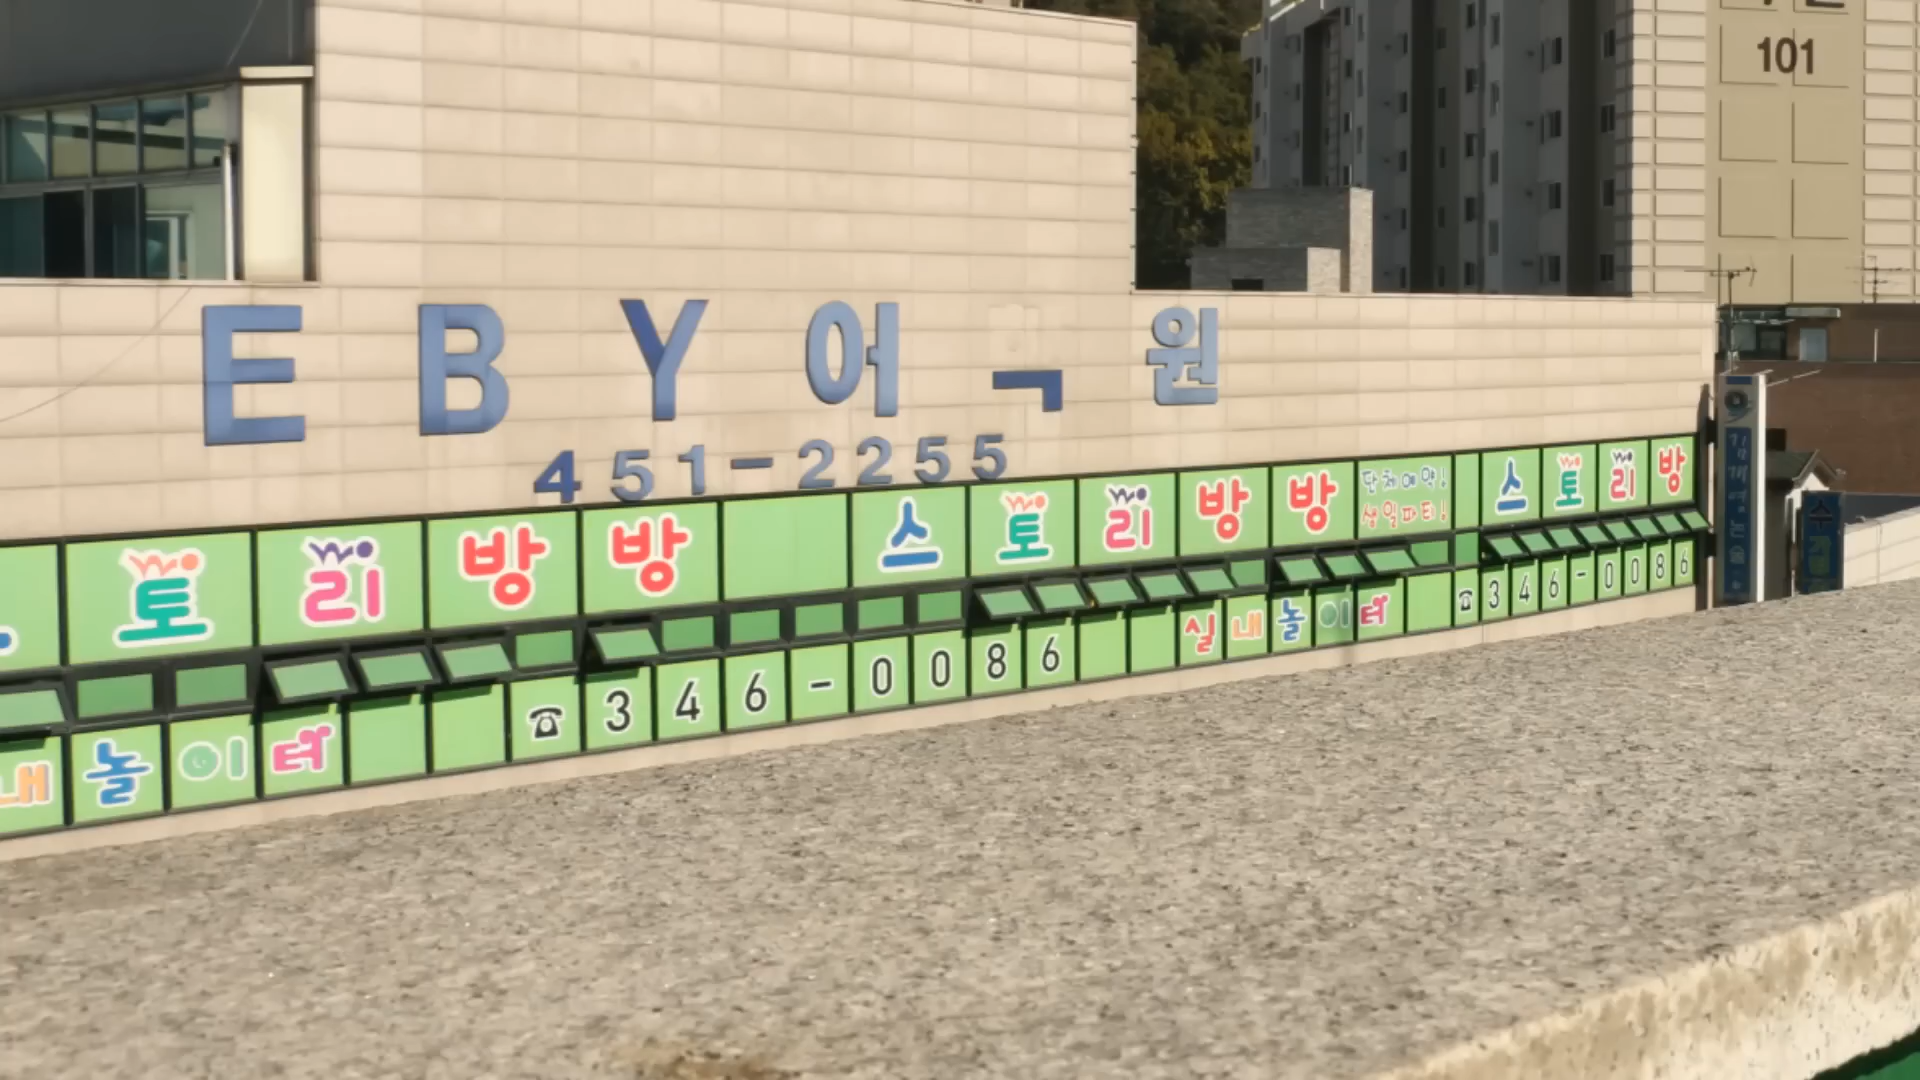 101
EBY어ㄱ원
451-2255
토리방방 스토리방방 단체예약! 스토리방
생일파티!
내놀이터 ☎346-0086 실내놀이터 ☎346-0086